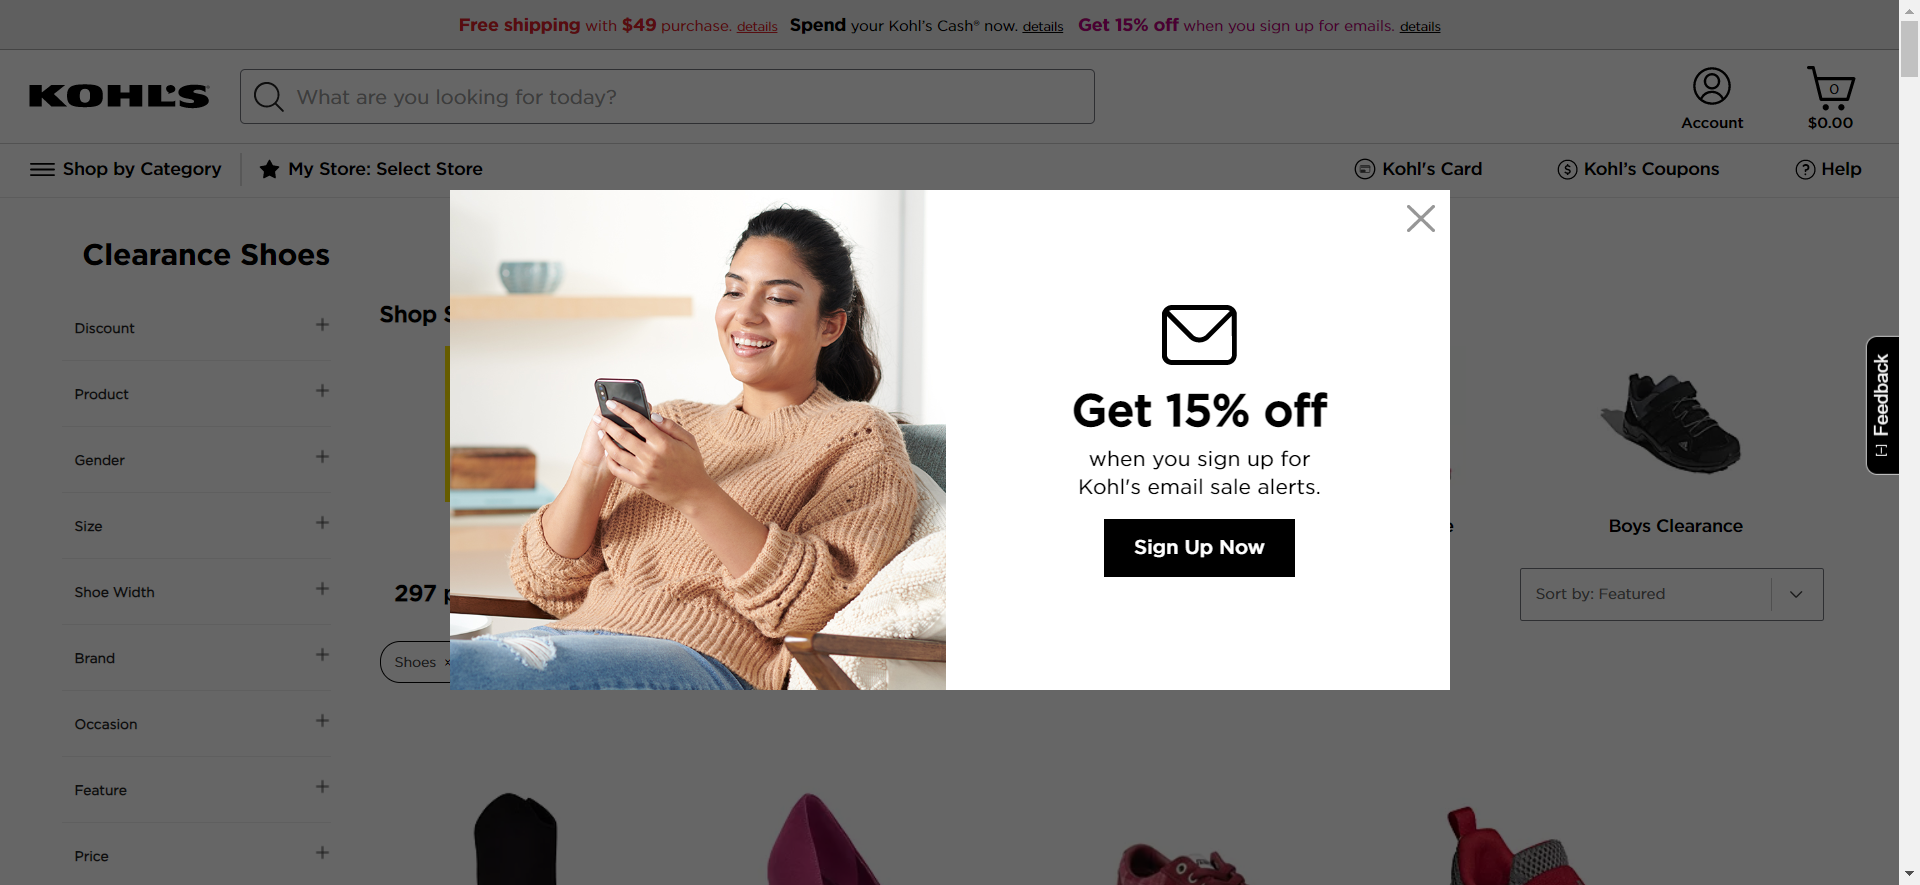 Free shipping with $49 purchase. details Spend your Kohl's Cash® now. details Get 15% off when you sign up for emails. details
KOHL'S
What are you looking for today?
0
Account
$0.00
Shop by Category
My Store: Select Store
Kohl's Card
$ Kohl's Coupons
? Help
Clearance Shoes
Shop
Discount
Product
Gender
Size
Shoe Width
Brand
Occasion
Feature
Price
297
Shoes ×
Get 15% off
when you sign up for
Kohl's email sale alerts.
Sign Up Now
Boys Clearance
Sort by: Featured
[-] Feedback